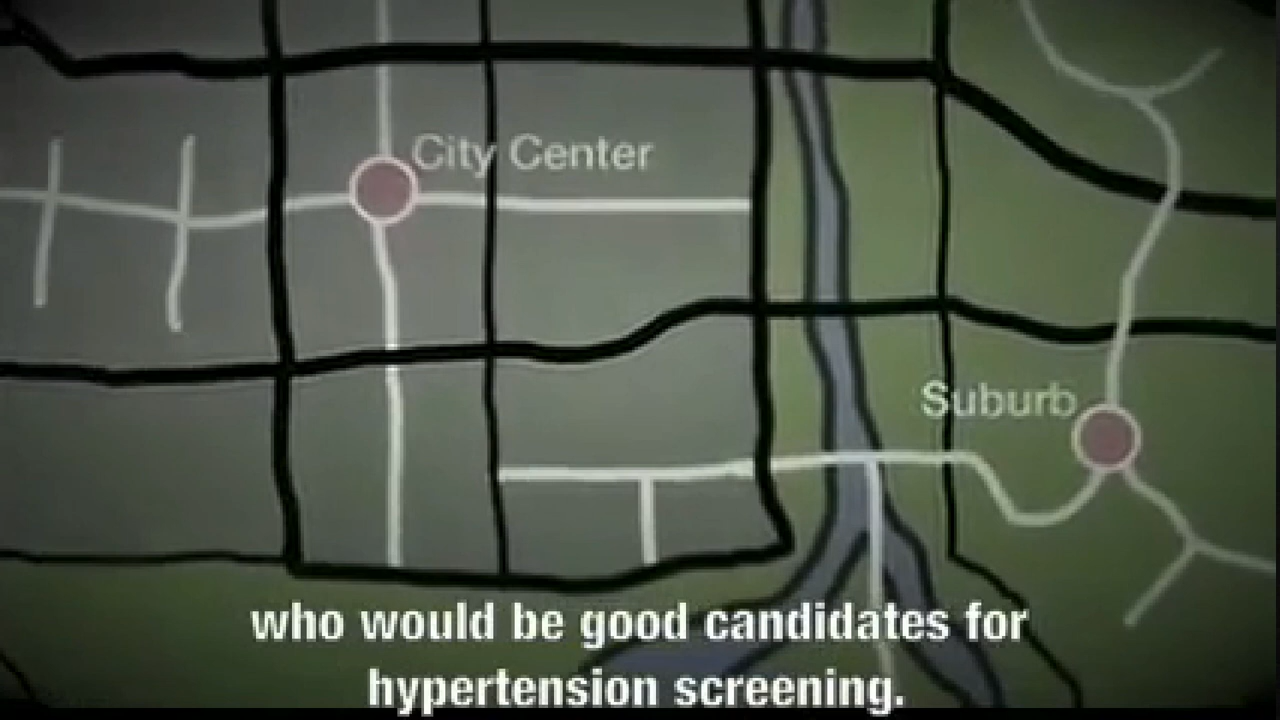 City Center
Suburb
who would be good candidates for
hypertension screening.